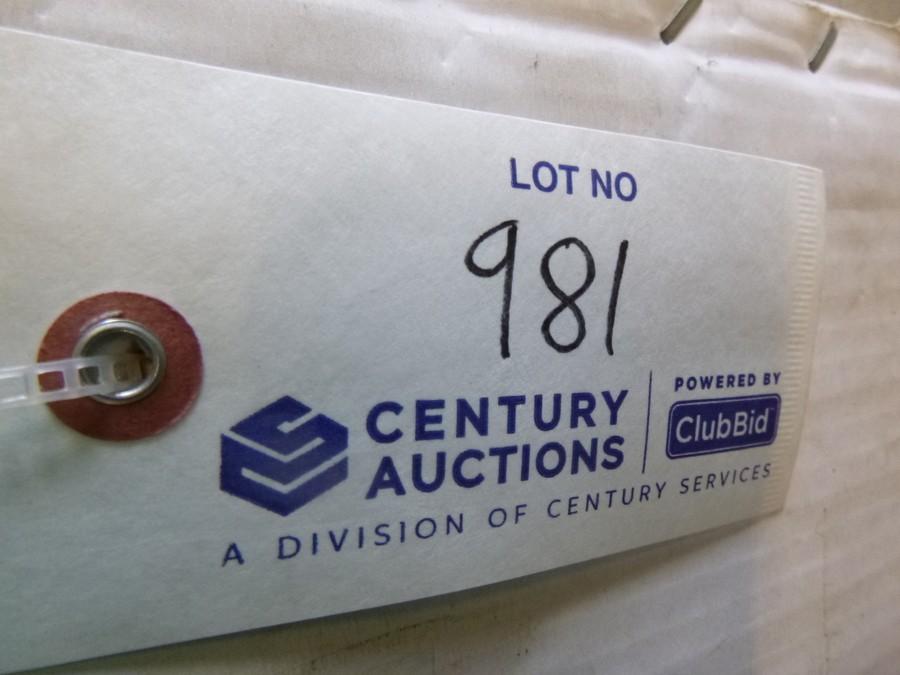 LOT NO
981
CENTURY
AUCTIONS
POWERED BY
ClubBid
A DIVISION OF CENTURY SERVICES